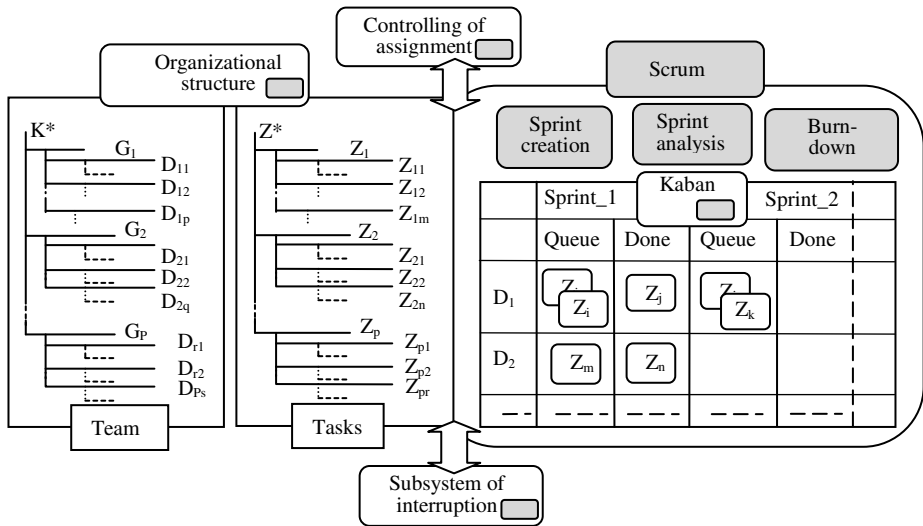 Controlling of
assignment
Organizational
structure
Scrum
Sprint
creation
Sprint
analysis
Burn-
down
K*
G1
D11
D12
D1p
G2
D21
D22
D2q
GP
Dr1
Dr2
DPs
Team
Z*
Z1
Z11
Z12
Z1m
Z2
Z21
Z22
Z2n
Zp
Zp1
Zp2
Zpr
Tasks
Kaban
Sprint_1 Sprint_2
Queue Done Queue Done
D1 Zi Zj Zk
D2 Zm Zn
Subsystem of
interruption